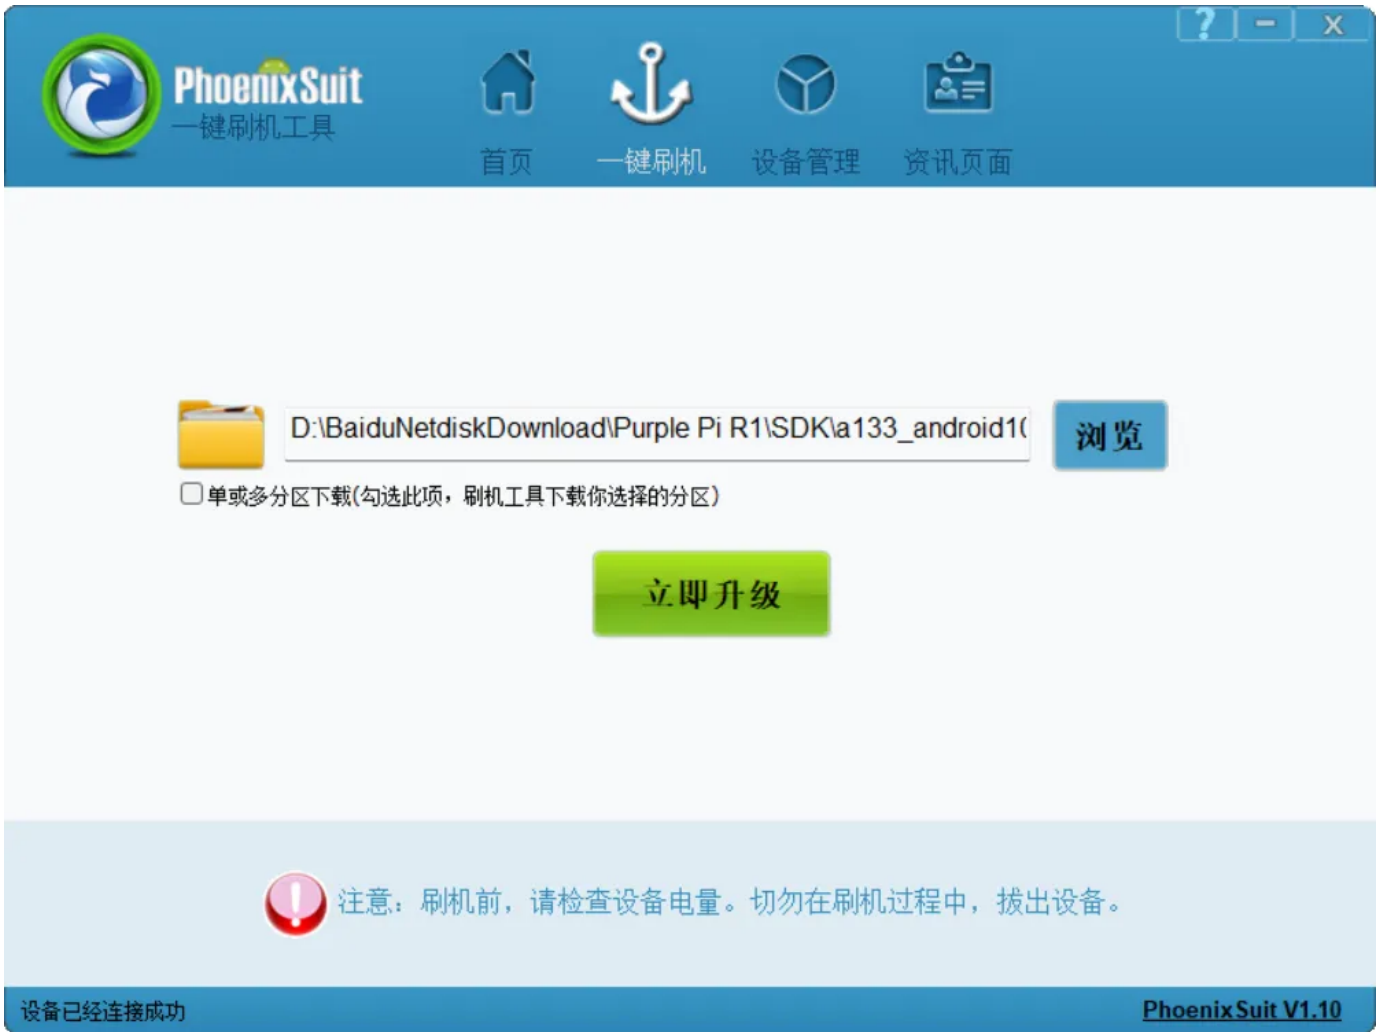 ? − X
PhoenixSuit
一键刷机工具
首页 一键刷机 设备管理 资讯页面
D:\BaiduNetdiskDownload\Purple Pi R1\SDK\a133_android10
浏览
单或多分区下载(勾选此项，刷机工具下载你选择的分区)
立即升级
注意：刷机前，请检查设备电量。切勿在刷机过程中，拔出设备。
设备已经连接成功
PhoenixSuit V1.10